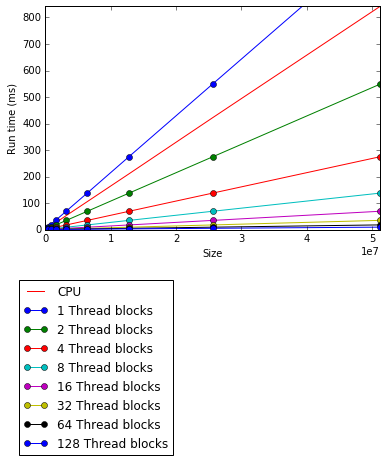 800
700
600
500
400
300
200
100
0
Run time (ms)
0 1 2 3 4 5
1e7
Size
CPU
1 Thread blocks
2 Thread blocks
4 Thread blocks
8 Thread blocks
16 Thread blocks
32 Thread blocks
64 Thread blocks
128 Thread blocks